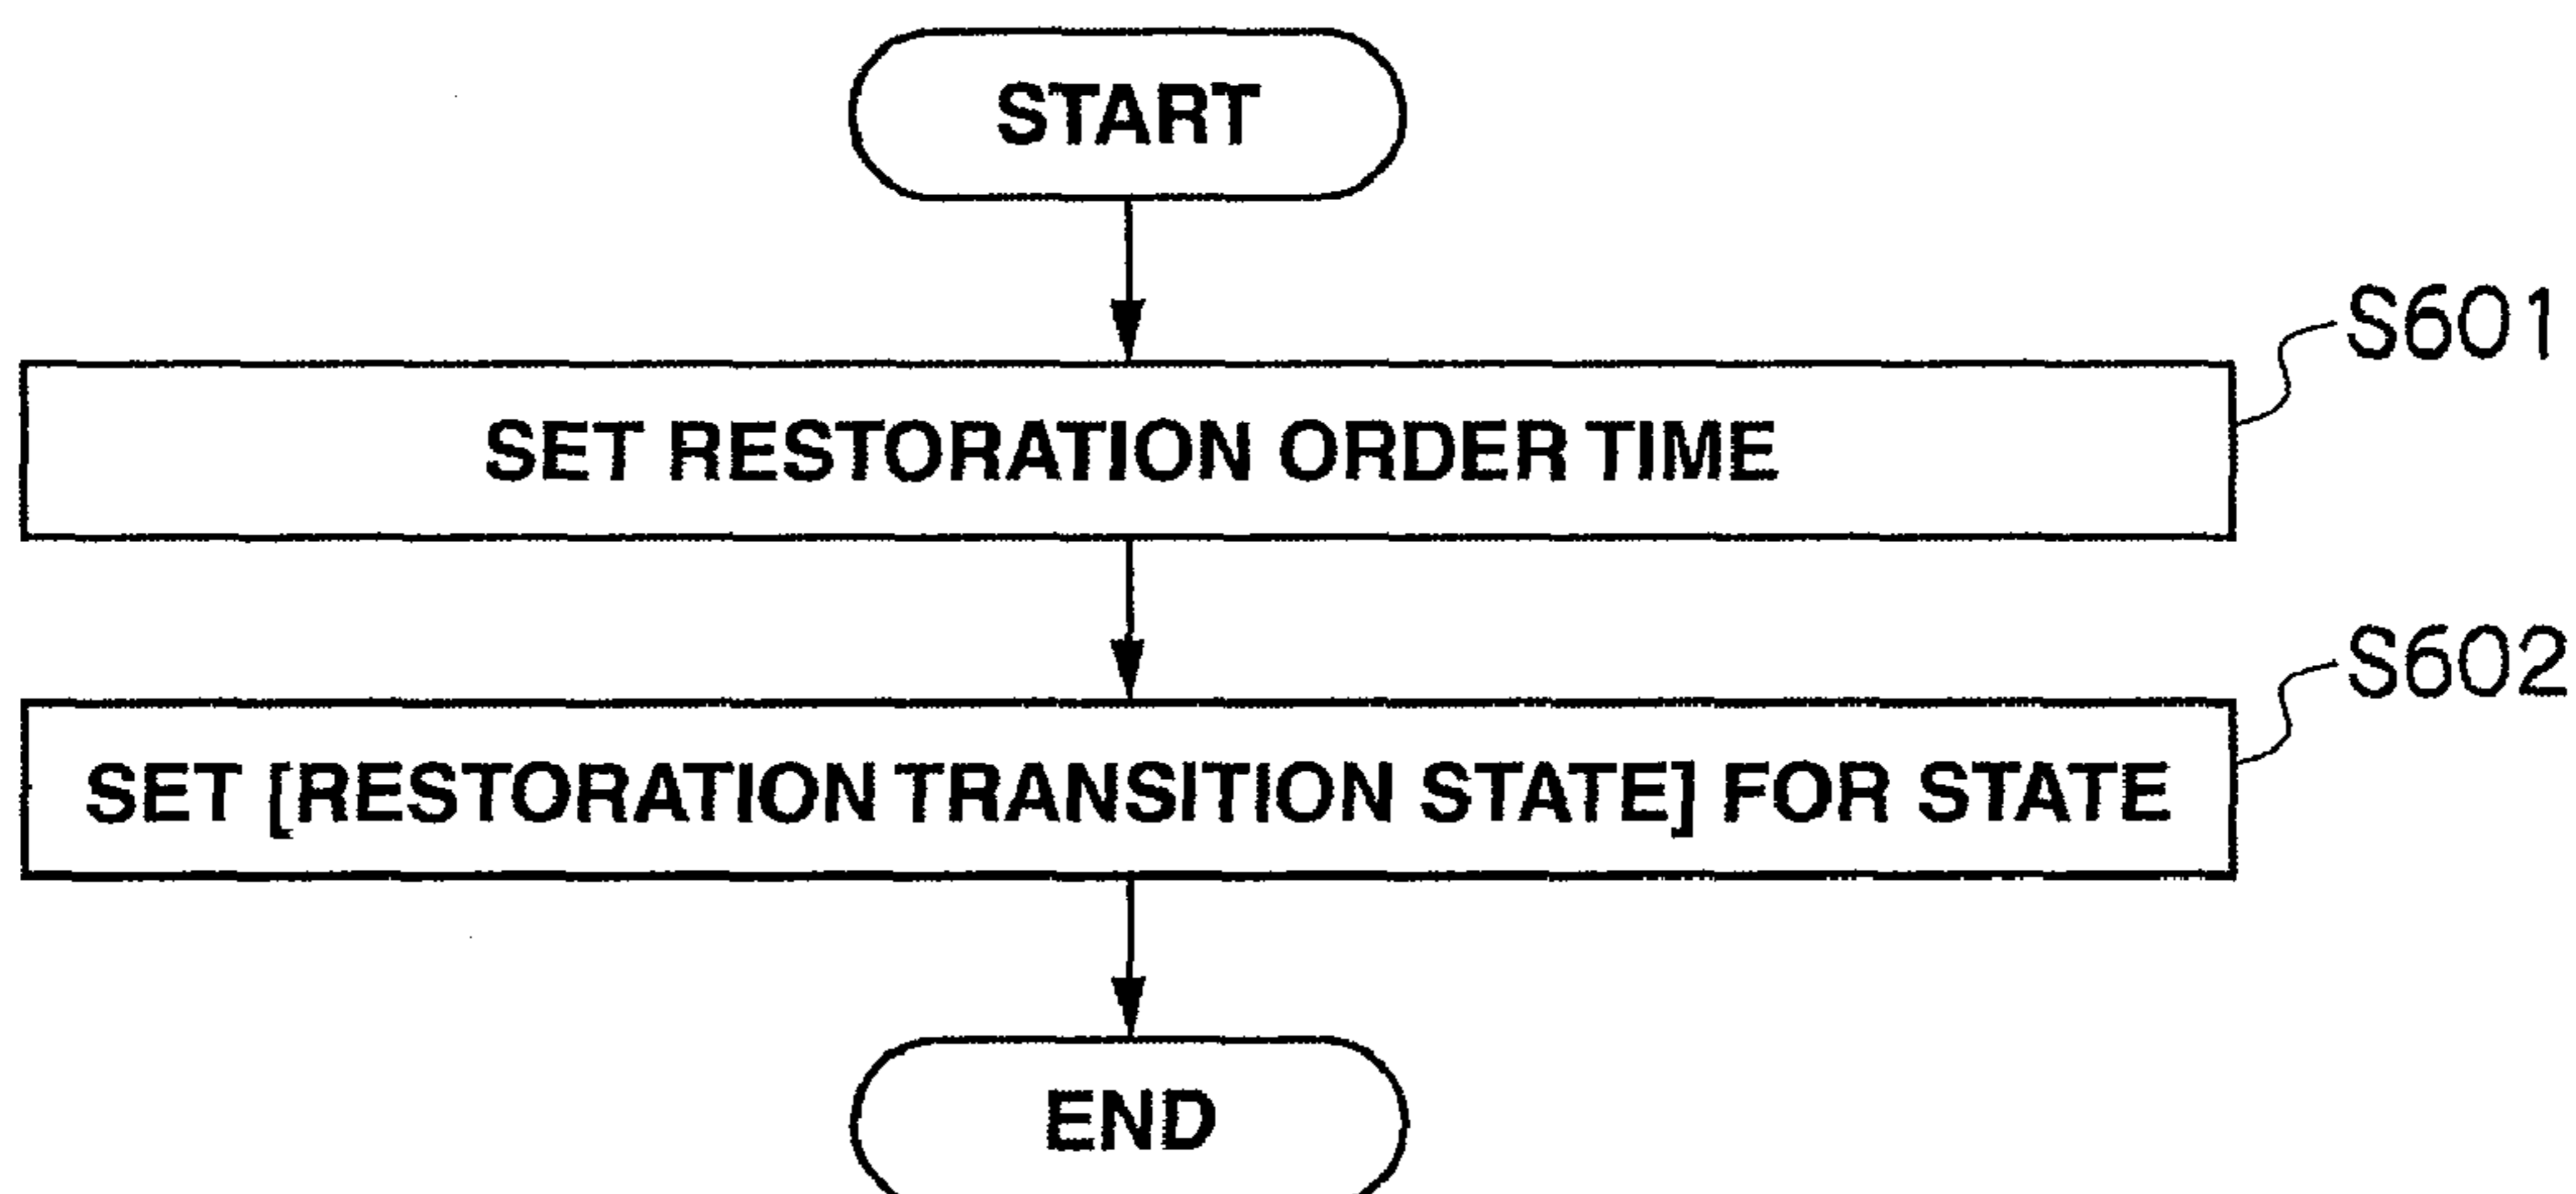 START
S601
SET RESTORATION ORDER TIME
S602
SET [RESTORATION TRANSITION STATE] FOR STATE
END